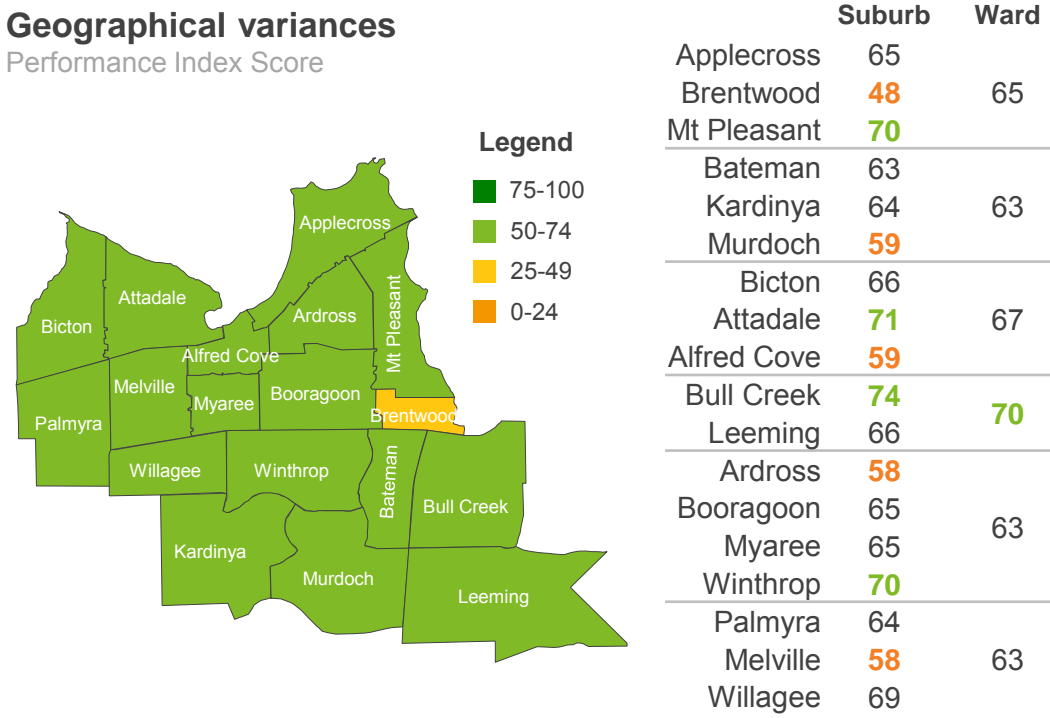 Geographical variances
Performance Index Score
Legend
75-100
50-74
25-49
0-24
Applecross
Attadale
Bicton
Ardross
Mt Pleasant
Alfred Cove
Melville
Myaree
Booragoon
Brentwood
Palmyra
Willagee
Winthrop
Bateman
Bull Creek
Kardinya
Murdoch
Leeming
Suburb Ward
Applecross 65
Brentwood 48 65
Mt Pleasant 70
Bateman 63
Kardinya 64 63
Murdoch 59
Bicton 66
Attadale 71 67
Alfred Cove 59
Bull Creek 74
70
Leeming 66
Ardross 58
Booragoon 65
63
Myaree 65
Winthrop 70
Palmyra 64
Melville 58 63
Willagee 69